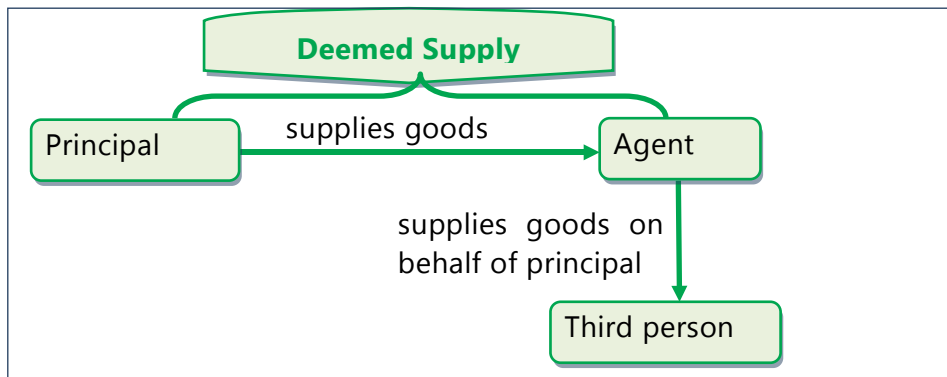 Deemed Supply
Principal
supplies goods
Agent
supplies goods on
behalf of principal
Third person